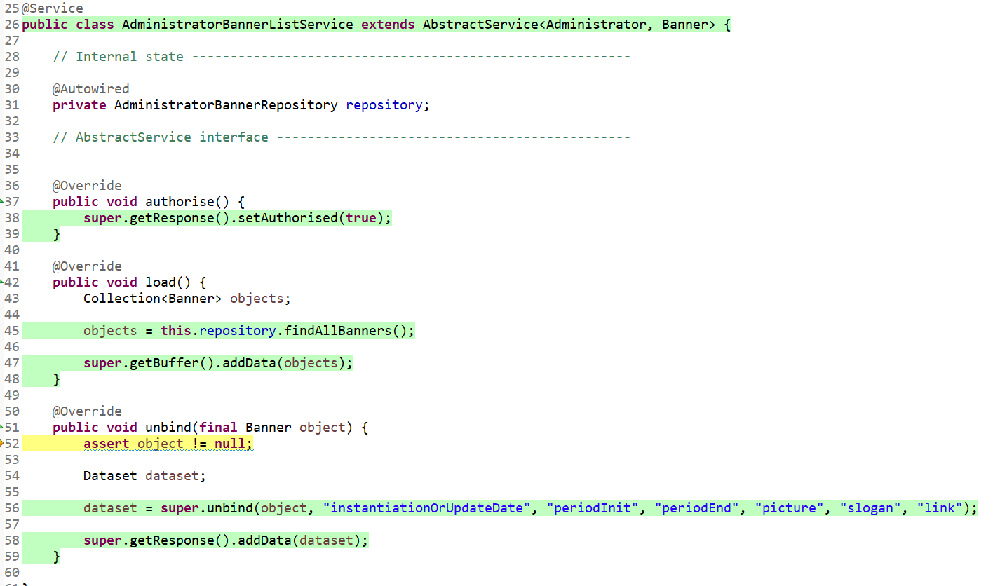 25 @Service
26 public class AdministratorBannerListService extends AbstractService<Administrator, Banner> {
27
28     // Internal state ---------------------------------------------------------
29
30     @Autowired
31     private AdministratorBannerRepository repository;
32
33     // AbstractService interface ----------------------------------------------
34
35
36     @Override
37     public void authorise() {
38         super.getResponse().setAuthorised(true);
39     }
40
41     @Override
42     public void load() {
43         Collection<Banner> objects;
44
45         objects = this.repository.findAllBanners();
46
47         super.getBuffer().addData(objects);
48     }
49
50     @Override
51     public void unbind(final Banner object) {
52         assert object != null;
53
54         Dataset dataset;
55
56         dataset = super.unbind(object, "instantiationOrUpdateDate", "periodInit", "periodEnd", "picture", "slogan", "link");
57
58         super.getResponse().addData(dataset);
59     }
60